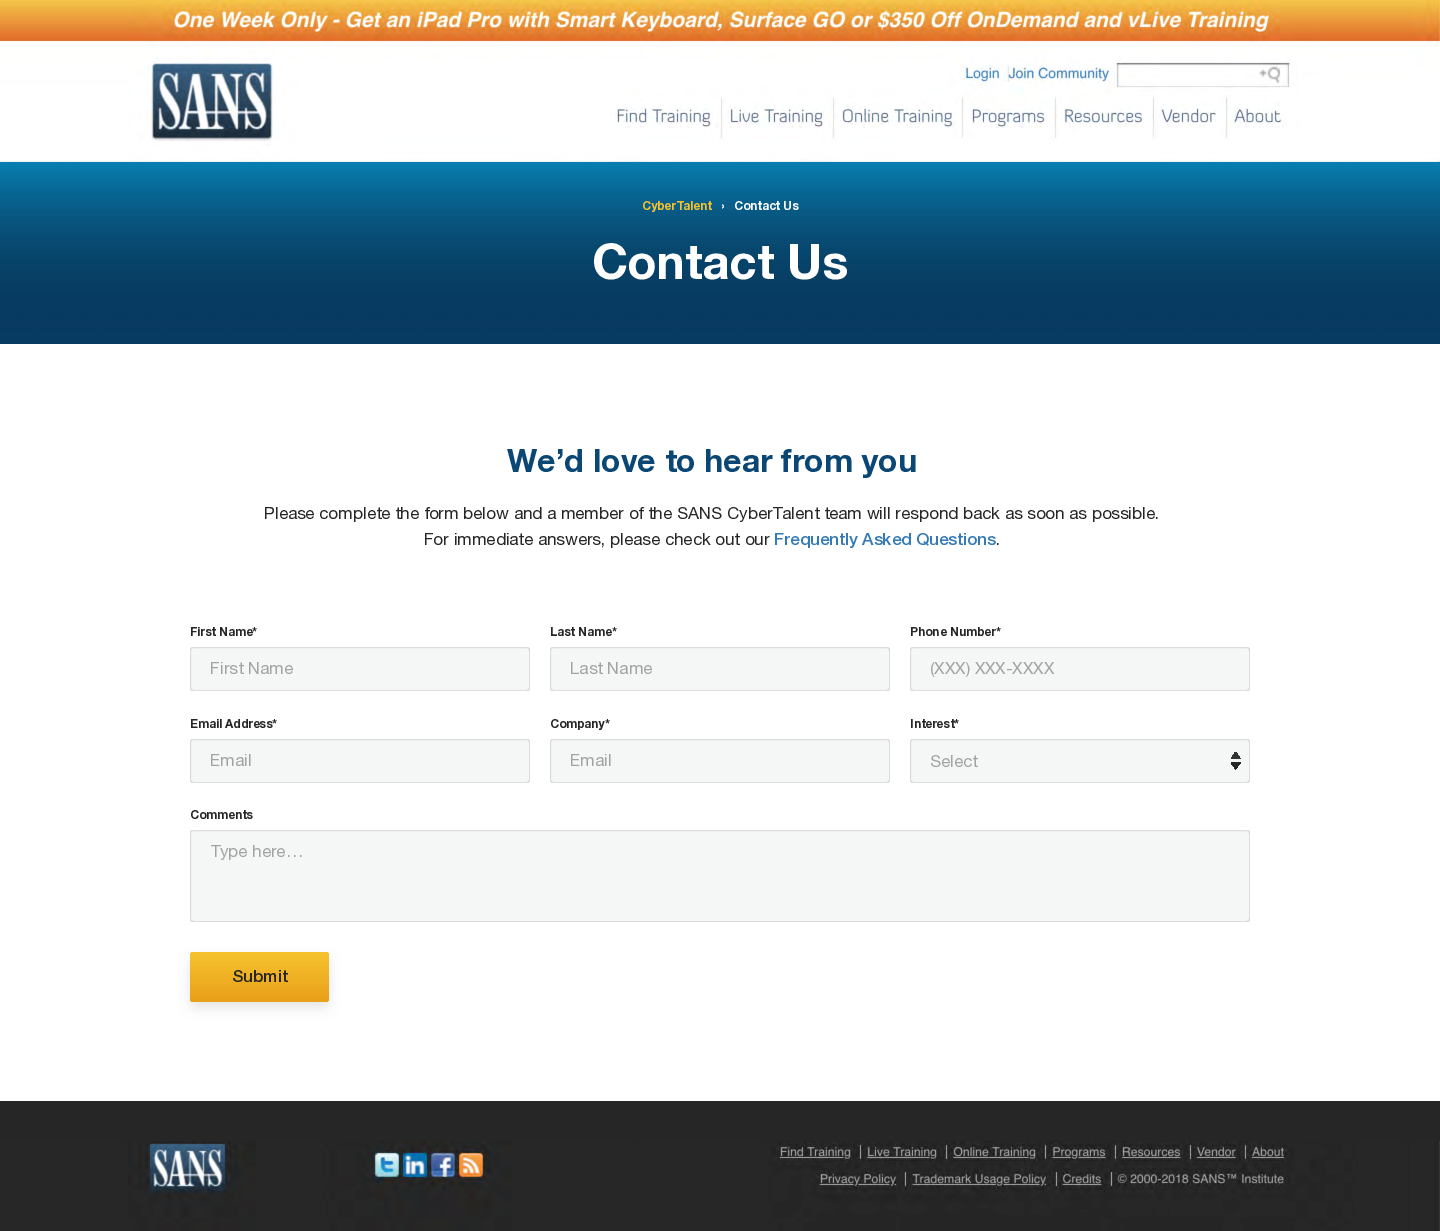 One Week Only - Get an iPad Pro with Smart Keyboard, Surface GO or $350 Off OnDemand and vLive Training
SANS
Login Join Community
Find Training Live Training Online Training Programs Resources Vendor About
CyberTalent › Contact Us
Contact Us
We’d love to hear from you
Please complete the form below and a member of the SANS CyberTalent team will respond back as soon as possible.
For immediate answers, please check out our Frequently Asked Questions.
First Name* Last Name* Phone Number*
First Name Last Name (XXX) XXX-XXXX
Email Address* Company* Interest*
Email Email Select
Comments
Type here…
Submit
SANS
Find Training | Live Training | Online Training | Programs | Resources | Vendor | About
Privacy Policy | Trademark Usage Policy | Credits | © 2000-2018 SANS™ Institute